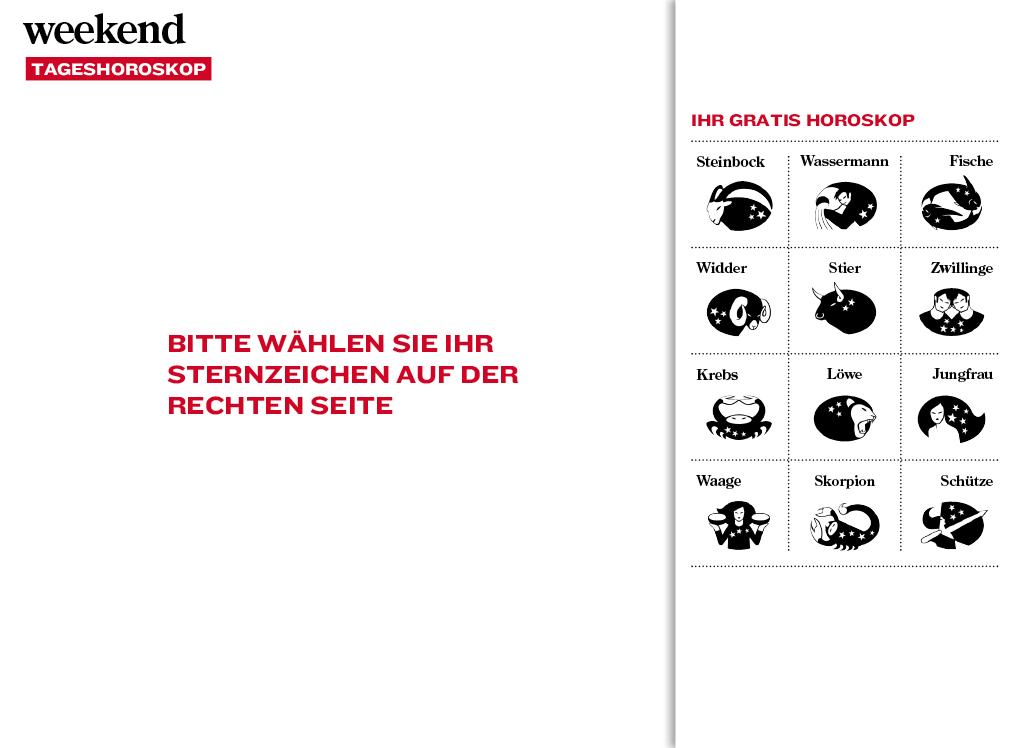 weekend
TAGESHOROSKOP
BITTE WÄHLEN SIE IHR
STERNZEICHEN AUF DER
RECHTEN SEITE
IHR GRATIS HOROSKOP
Steinbock Wassermann Fische
Widder Stier Zwillinge
Krebs Löwe Jungfrau
Waage Skorpion Schütze